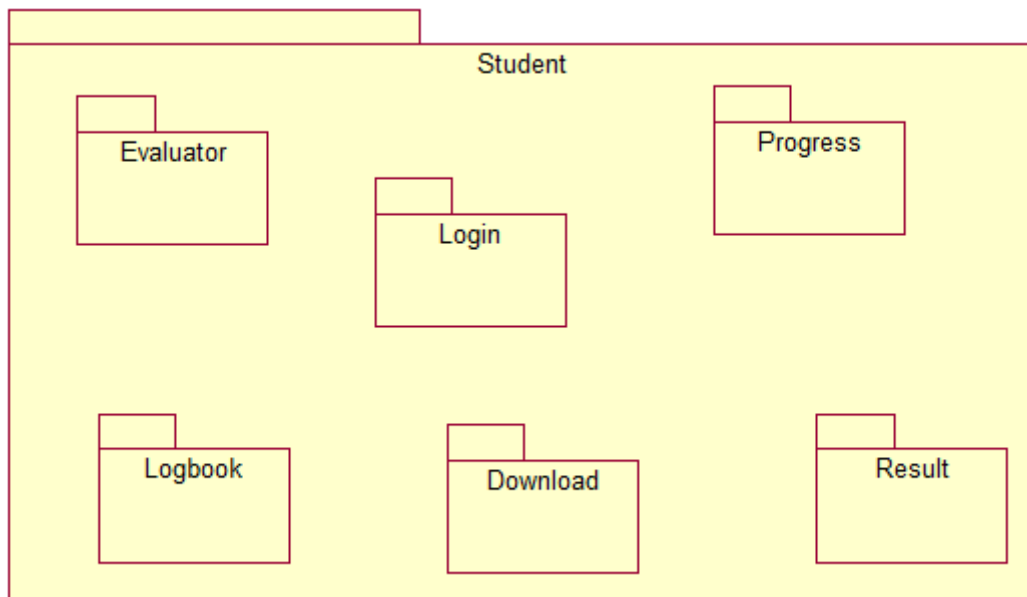 Student
Evaluator
Progress
Login
Logbook
Download
Result